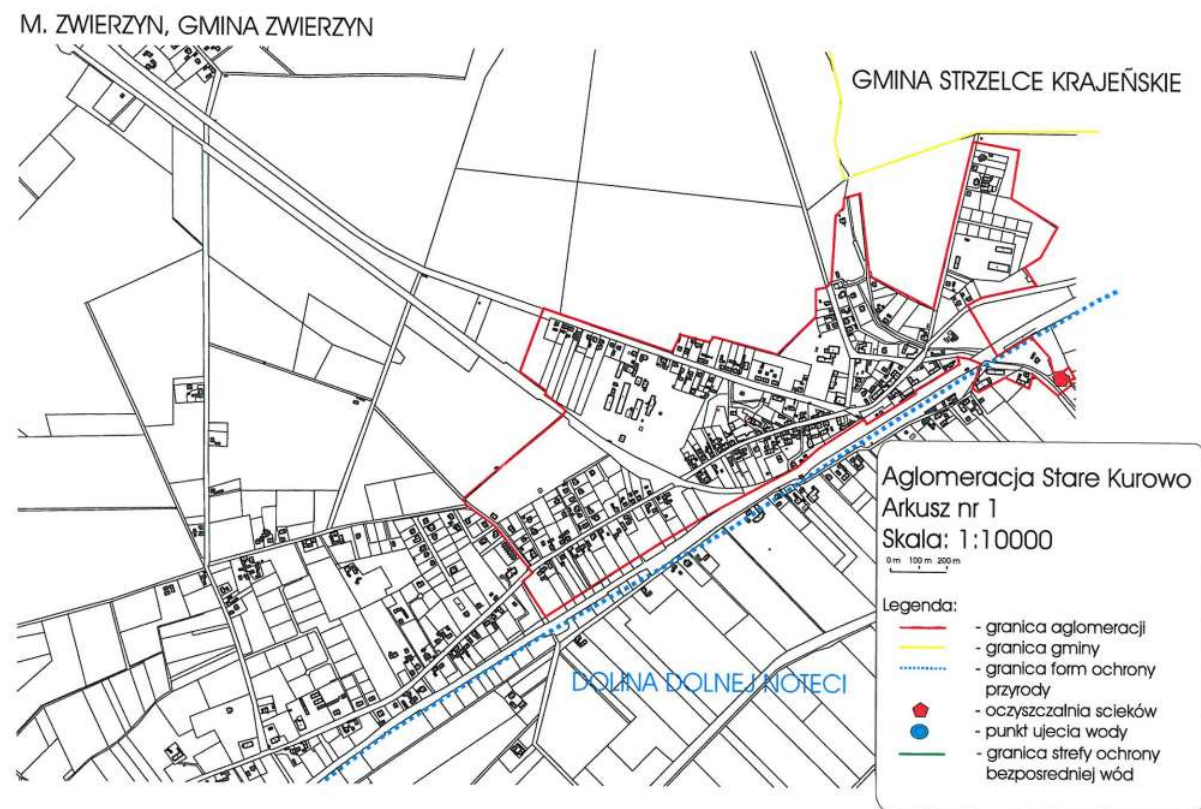 M. ZWIERZYN, GMINA ZWIERZYN
GMINA STRZELCE KRAJEŃSKIE
DOLINA DOLNEJ NOTECI
Aglomeracja Stare Kurowo
Arkusz nr 1
Skala: 1:10000
0 m 100 m 200 m
Legenda:
- granica aglomeracji
- granica gminy
- granica form ochrony
przyrody
- oczyszczalnia scieków
- punkt ujecia wody
- granica strefy ochrony
bezposredniej wód